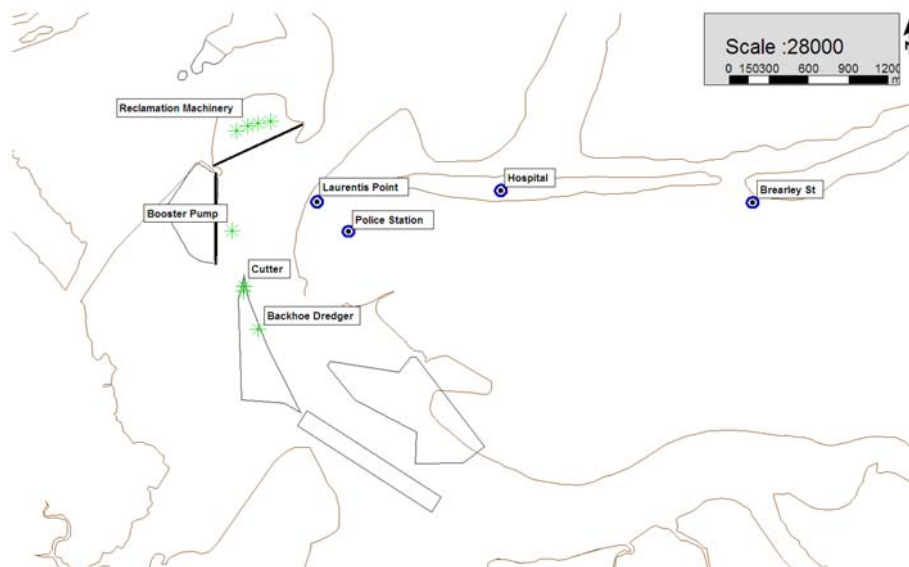 Scale :28000
0 150300 600 900 1200
m
Reclamation Machinery
Hospital
Laurentis Point
Brearley St
Booster Pump
Police Station
Cutter
Backhoe Dredger